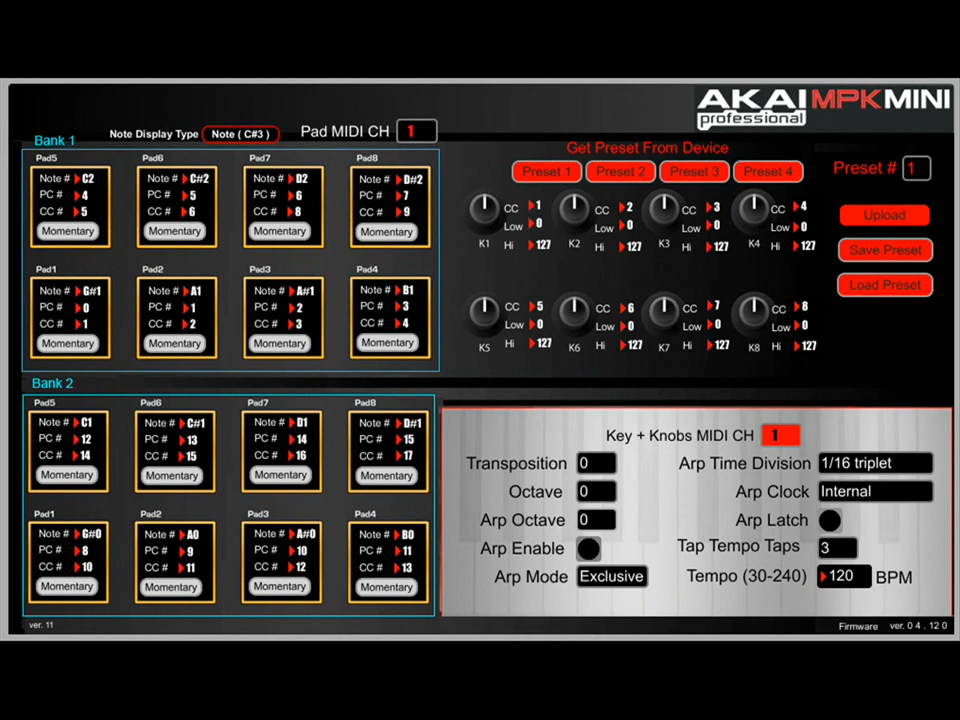 AKAI MPK MINI
professional
Note Display Type Note ( C#3 ) Pad MIDI CH 1
Bank 1
Pad5 Pad6 Pad7 Pad8
Note # C2 Note # C#2 Note # D2 Note # D#2
PC # 4 PC # 5 PC # 6 PC # 7
CC # 5 CC # 6 CC # 8 CC # 9
Momentary Momentary Momentary Momentary
Pad1 Pad2 Pad3 Pad4
Note # G#1 Note # A1 Note # A#1 Note # B1
PC # 0 PC # 1 PC # 2 PC # 3
CC # 1 CC # 2 CC # 3 CC # 4
Momentary Momentary Momentary Momentary
Bank 2
Pad5 Pad6 Pad7 Pad8
Note # C1 Note # C#1 Note # D1 Note # D#1
PC # 12 PC # 13 PC # 14 PC # 15
CC # 14 CC # 15 CC # 16 CC # 17
Momentary Momentary Momentary Momentary
Pad1 Pad2 Pad3 Pad4
Note # G#0 Note # A0 Note # A#0 Note # B0
PC # 8 PC # 9 PC # 10 PC # 11
CC # 10 CC # 11 CC # 12 CC # 13
Momentary Momentary Momentary Momentary
ver. 11
Get Preset From Device
Preset 1 Preset 2 Preset 3 Preset 4
CC 1 CC 2 CC 3 CC 4
Low 0 Low 0 Low 0 Low 0
K1 Hi 127 K2 Hi 127 K3 Hi 127 K4 Hi 127
CC 5 CC 6 CC 7 CC 8
Low 0 Low 0 Low 0 Low 0
K5 Hi 127 K6 Hi 127 K7 Hi 127 K8 Hi 127
Preset # 1
Upload
Save Preset
Load Preset
Key + Knobs MIDI CH 1
Transposition 0 Arp Time Division 1/16 triplet
Octave 0 Arp Clock Internal
Arp Octave 0 Arp Latch
Arp Enable Tap Tempo Taps 3
Arp Mode Exclusive Tempo (30-240) 120 BPM
Firmware ver. 0 4 . 12 0